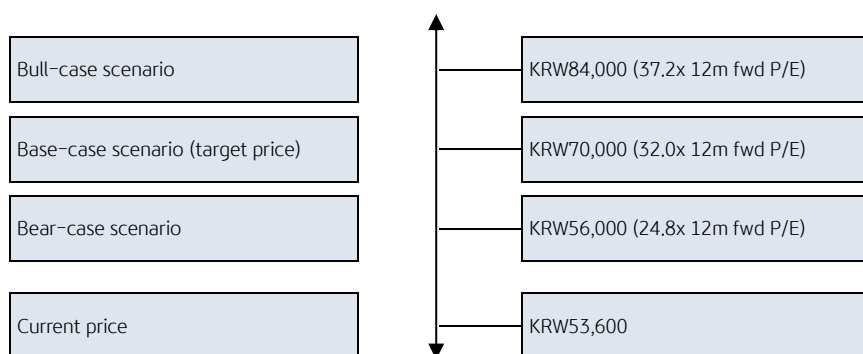 Bull-case scenario
KRW84,000 (37.2x 12m fwd P/E)
Base-case scenario (target price)
KRW70,000 (32.0x 12m fwd P/E)
Bear-case scenario
KRW56,000 (24.8x 12m fwd P/E)
Current price
KRW53,600